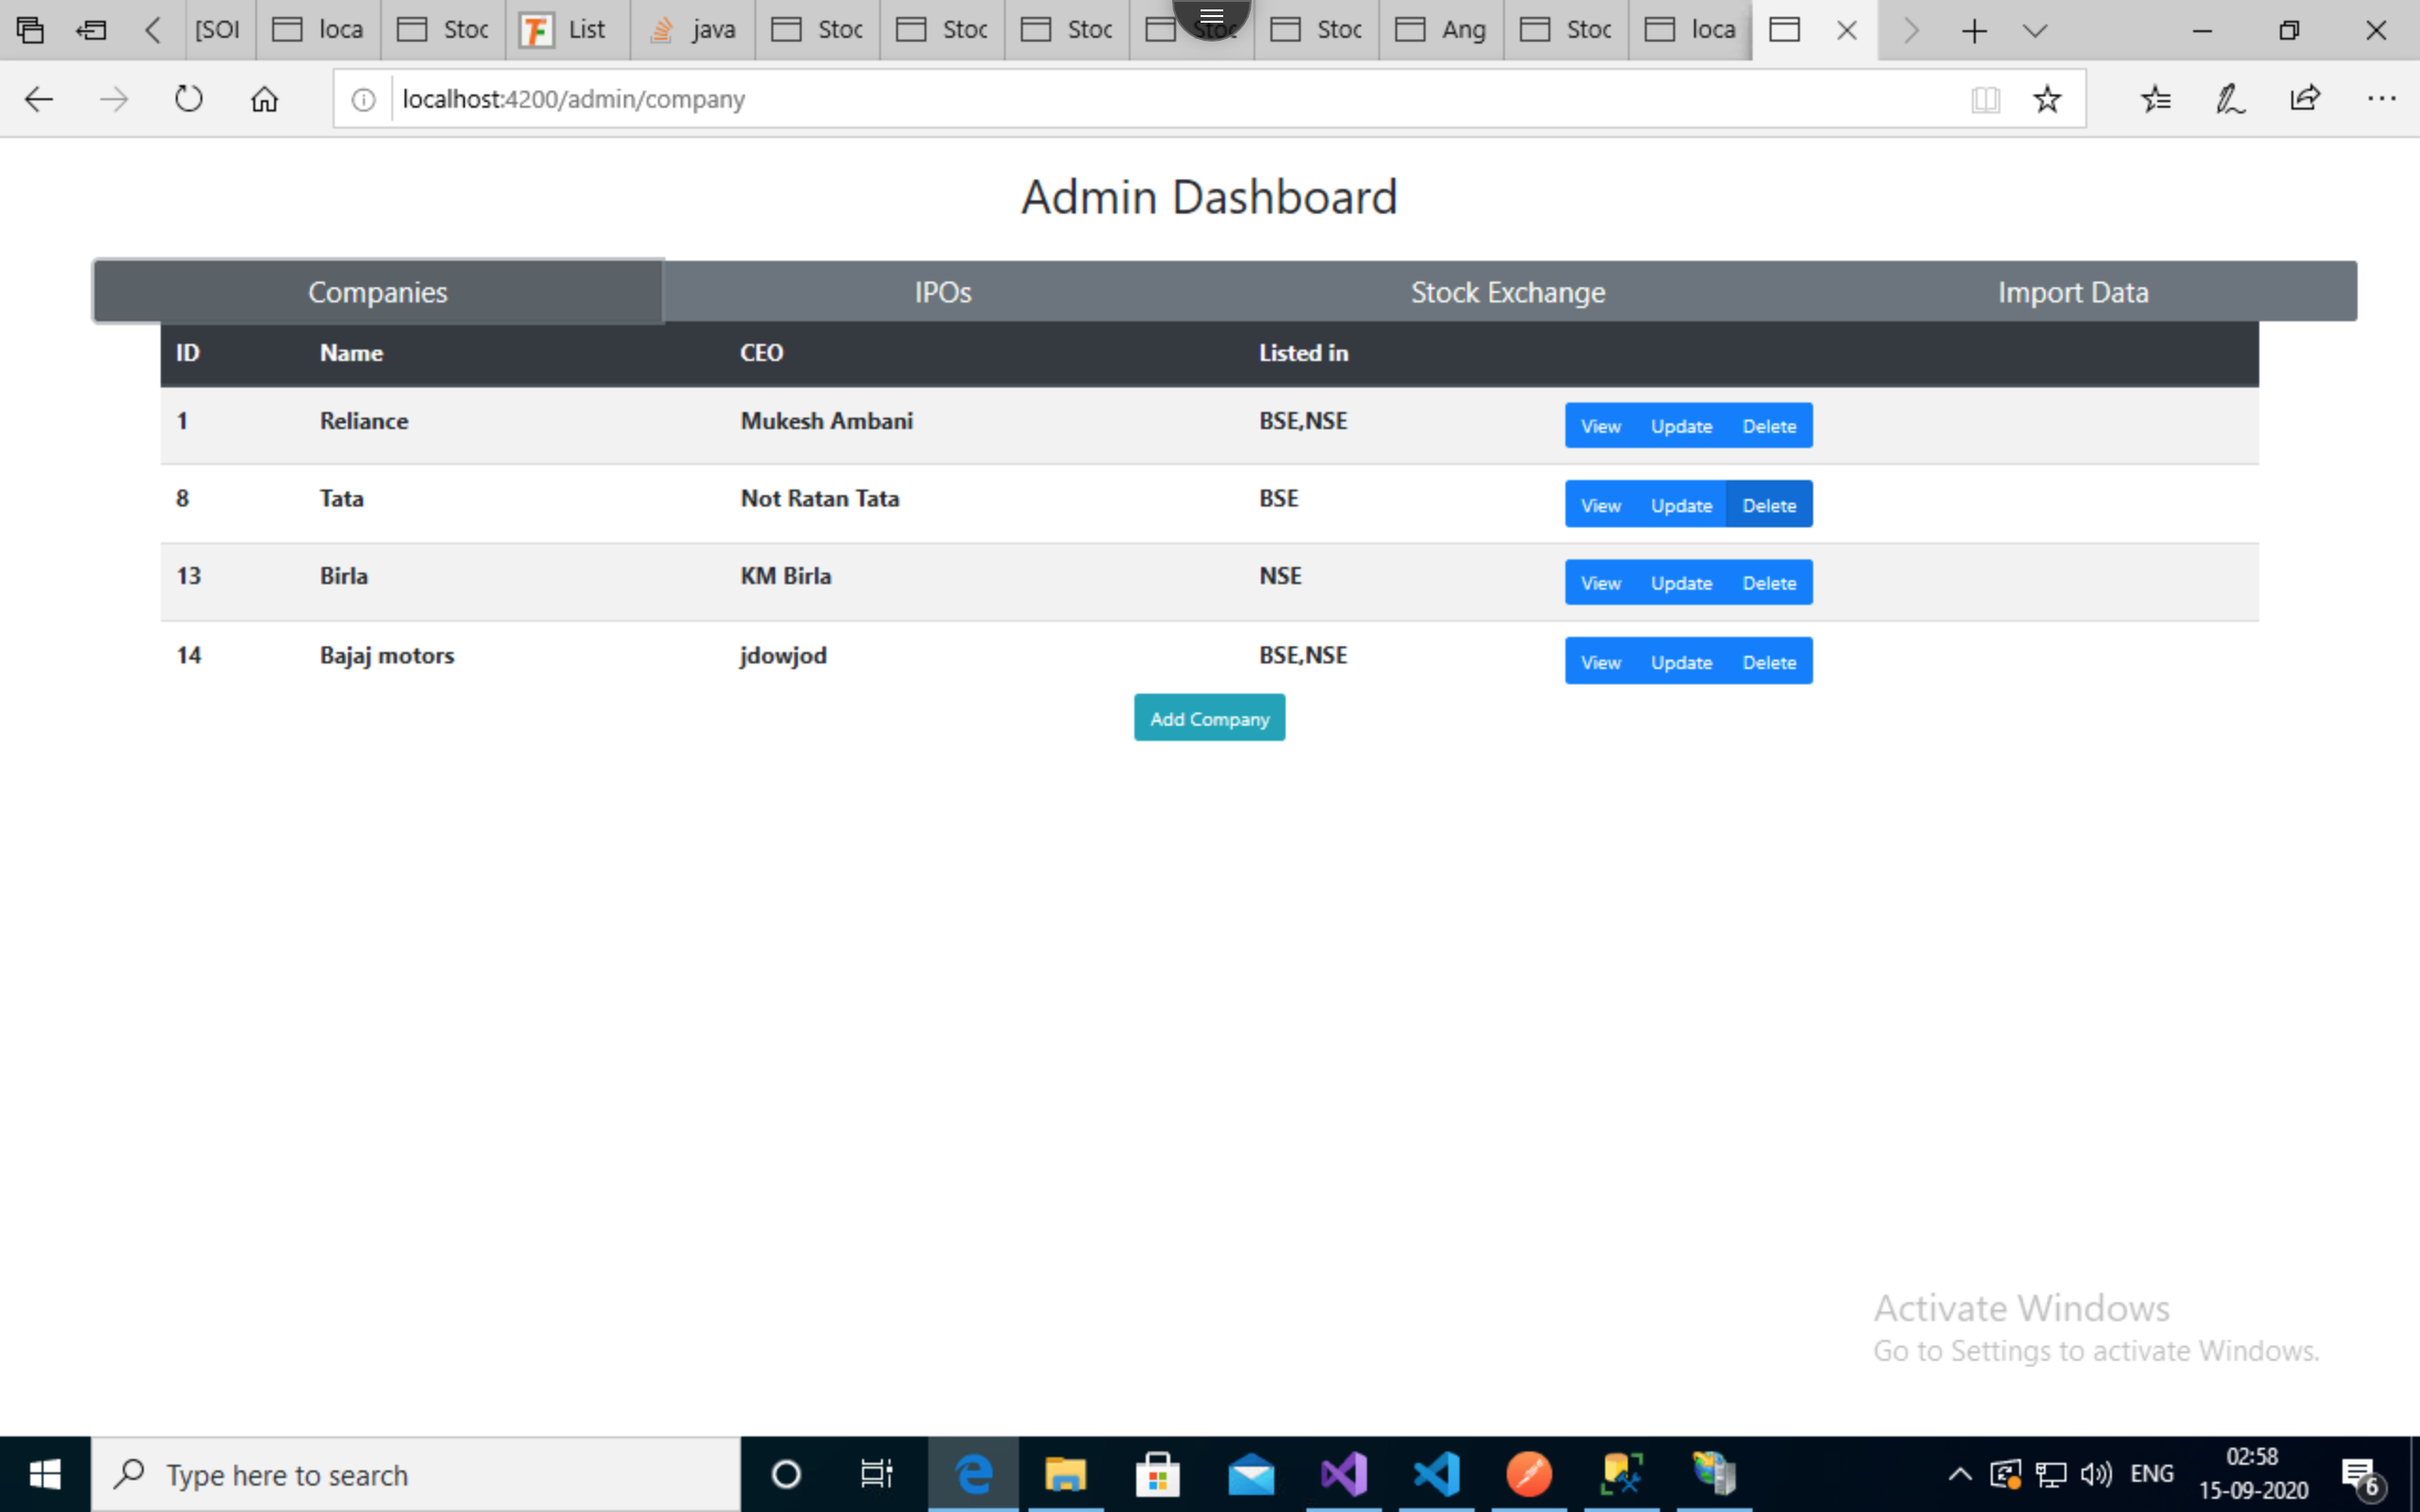 [SOI loca Stoc List java Stoc Stoc Stoc Stoc Stoc Ang Stoc loca
localhost:4200/admin/company
Admin Dashboard
Companies IPOs Stock Exchange Import Data
ID Name CEO Listed in
1 Reliance Mukesh Ambani BSE,NSE View Update Delete
8 Tata Not Ratan Tata BSE View Update Delete
13 Birla KM Birla NSE View Update Delete
14 Bajaj motors jdowjod BSE,NSE View Update Delete
Add Company
Activate Windows
Go to Settings to activate Windows.
Type here to search
ENG
02:58
15-09-2020
6